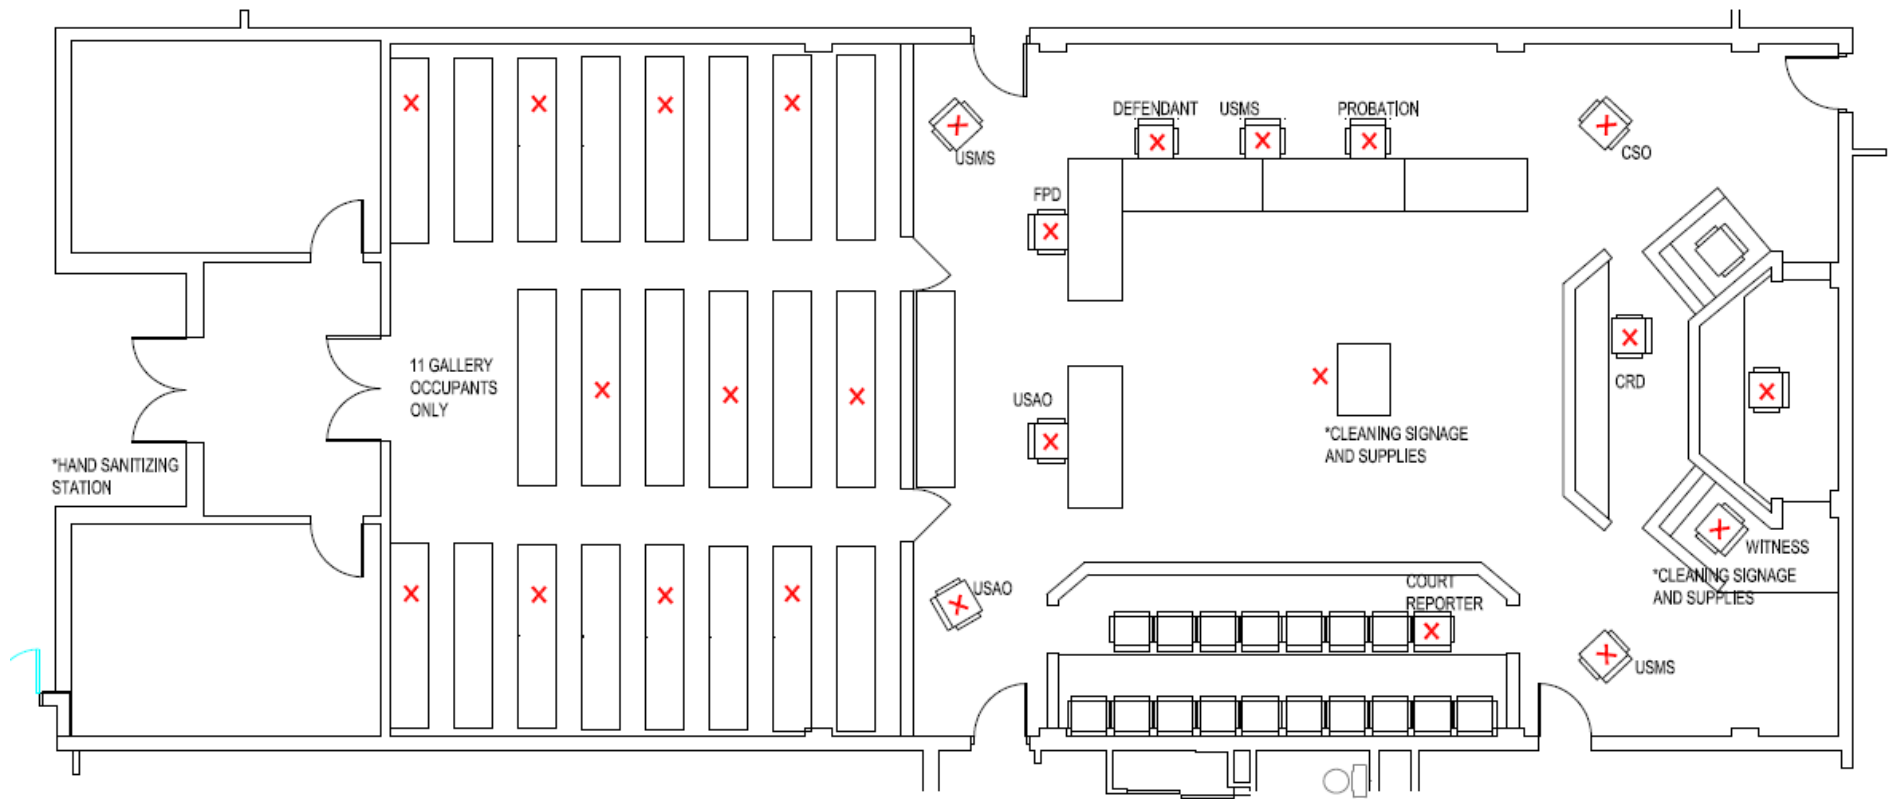 DEFENDANT
USMS
PROBATION
USMS
CSO
FPD
11 GALLERY
OCCUPANTS
ONLY
USAO
CRD
*CLEANING SIGNAGE
AND SUPPLIES
*HAND SANITIZING
STATION
WITNESS
*CLEANING SIGNAGE
AND SUPPLIES
USAO
COURT
REPORTER
USMS